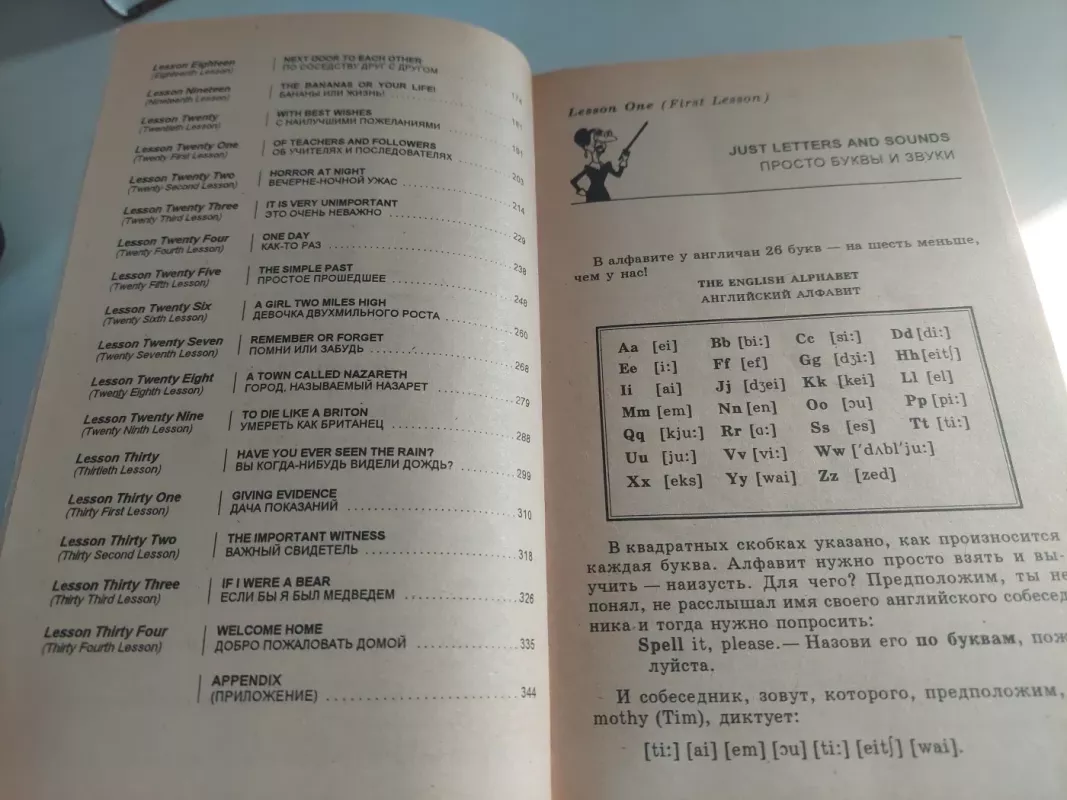 Lesson Eighteen
(Eighteenth Lesson)
NEXT DOOR TO EACH OTHER
ПО СОСЕДСТВУ ДРУГ С ДРУГОМ
Lesson Nineteen
(Nineteenth Lesson)
THE BANANAS OR YOUR LIFE!
БАНАНЫ ИЛИ ЖИЗНЬ!
Lesson Twenty
(Twentieth Lesson)
WITH BEST WISHES
С НАИЛУЧШИМИ ПОЖЕЛАНИЯМИ
Lesson Twenty One
(Twenty First Lesson)
OF TEACHERS AND FOLLOWERS
ОБ УЧИТЕЛЯХ И ПОСЛЕДОВАТЕЛЯХ
Lesson Twenty Two
(Twenty Second Lesson)
HORROR AT NIGHT
ВЕЧЕРНЕ-НОЧНОЙ УЖАС 203
Lesson Twenty Three
(Twenty Third Lesson)
IT IS VERY UNIMPORTANT
ЭТО ОЧЕНЬ НЕВАЖНО 214
Lesson Twenty Four
(Twenty Fourth Lesson)
ONE DAY
КАК-ТО РАЗ 229
Lesson Twenty Five
(Twenty Fifth Lesson)
THE SIMPLE PAST
ПРОСТОЕ ПРОШЕДШЕЕ 238
Lesson Twenty Six
(Twenty Sixth Lesson)
A GIRL TWO MILES HIGH
ДЕВОЧКА ДВУХМИЛЬНОГО РОСТА 248
Lesson Twenty Seven
(Twenty Seventh Lesson)
REMEMBER OR FORGET
ПОМНИ ИЛИ ЗАБУДЬ 260
268
Lesson Twenty Eight
(Twenty Eighth Lesson)
A TOWN CALLED NAZARETH
ГОРОД, НАЗЫВАЕМЫЙ НАЗАРЕТ 279
Lesson Twenty Nine
(Twenty Ninth Lesson)
TO DIE LIKE A BRITON
УМЕРЕТЬ КАК БРИТАНЕЦ 288
Lesson Thirty
(Thirtieth Lesson)
HAVE YOU EVER SEEN THE RAIN?
ВЫ КОГДА-НИБУДЬ ВИДЕЛИ ДОЖДЬ? 299
Lesson Thirty One
(Thirty First Lesson)
GIVING EVIDENCE
ДАЧА ПОКАЗАНИЙ 310
Lesson Thirty Two
(Thirty Second Lesson)
THE IMPORTANT WITNESS
ВАЖНЫЙ СВИДЕТЕЛЬ 318
Lesson Thirty Three
(Thirty Third Lesson)
IF I WERE A BEAR
ЕСЛИ БЫ Я БЫЛ МЕДВЕДЕМ 326
Lesson Thirty Four
(Thirty Fourth Lesson)
WELCOME HOME
ДОБРО ПОЖАЛОВАТЬ ДОМОЙ 335
APPENDIX
(ПРИЛОЖЕНИЕ) 344
Lesson One (First Lesson)
JUST LETTERS AND SOUNDS
ПРОСТО БУКВЫ И ЗВУКИ
В алфавите у англичан 26 букв — на шесть меньше,
чем у нас!
THE ENGLISH ALPHABET
АНГЛИЙСКИЙ АЛФАВИТ
Aa [ei] Bb [bi:] Cc [si:] Dd [di:]
Ee [i:] Ff [ef] Gg [dʒi:] Hh [eitʃ]
Ii [ai] Jj [dʒei] Kk [kei] Ll [el]
Mm [em] Nn [en] Oo [ɔu] Pp [pi:]
Qq [kju:] Rr [ɑ:] Ss [es] Tt [ti:]
Uu [ju:] Vv [vi:] Ww ['dʌbl'ju:]
Xx [eks] Yy [wai] Zz [zed]
В квадратных скобках указано, как произносится
каждая буква. Алфавит нужно просто взять и вы-
учить — наизусть. Для чего? Предположим, ты не
понял, не расслышал имя своего английского собесед
ника и тогда нужно попросить:
Spell it, please.— Назови его по буквам, пож
луйста.
И собеседник, зовут, которого, предположим,
mothy (Tim), диктует:
[ti:] [ai] [em] [ɔu] [ti:] [eitʃ] [wai].